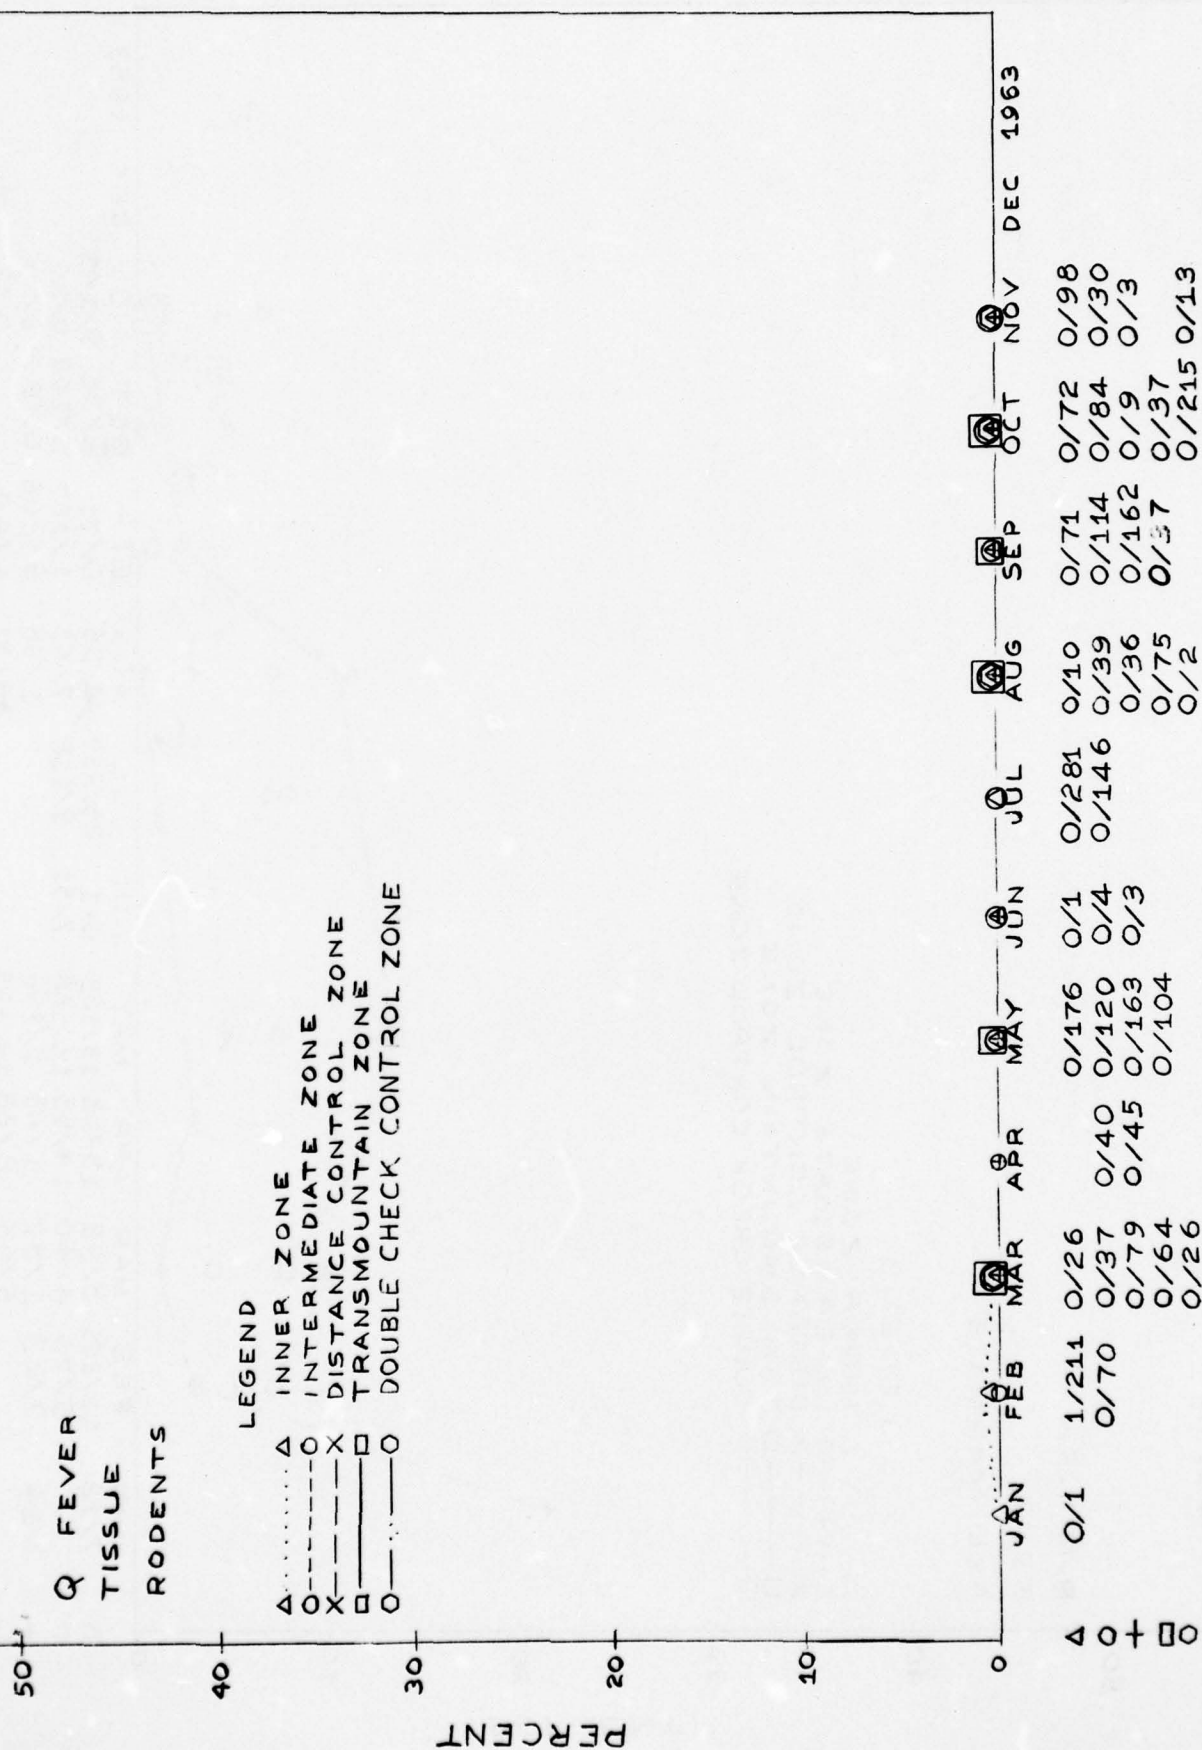 Q FEVER
TISSUE
RODENTS
LEGEND
INNER ZONE
INTERMEDIATE ZONE
DISTANCE CONTROL ZONE
TRANSMOUNTAIN ZONE
DOUBLE CHECK CONTROL ZONE
PERCENT
50
40
30
20
10
0
JAN FEB MAR APR MAY JUN JUL AUG SEP OCT NOV DEC 1963
△ 0/1 1/211 0/26 0/176 0/1 0/281 0/10 0/71 0/72 0/98
○ 0/70 0/37 0/40 0/120 0/4 0/146 0/39 0/114 0/84 0/30
+ 0/79 0/45 0/163 0/3 0/36 0/162 0/9 0/3
□ 0/64 0/104 0/75 0/37 0/37
○ 0/26 0/2 0/215 0/13